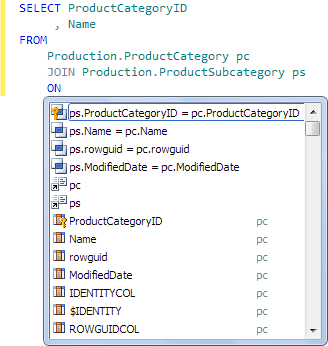 SELECT ProductCategoryID
, Name
FROM
Production.ProductCategory pc
JOIN Production.ProductSubcategory ps
ON
ps.ProductCategoryID = pc.ProductCategoryID
ps.Name = pc.Name
ps.rowguid = pc.rowguid
ps.ModifiedDate = pc.ModifiedDate
pc
ps
ProductCategoryID pc
Name pc
rowguid pc
ModifiedDate pc
IDENTITYCOL pc
$IDENTITY pc
ROWGUIDCOL pc